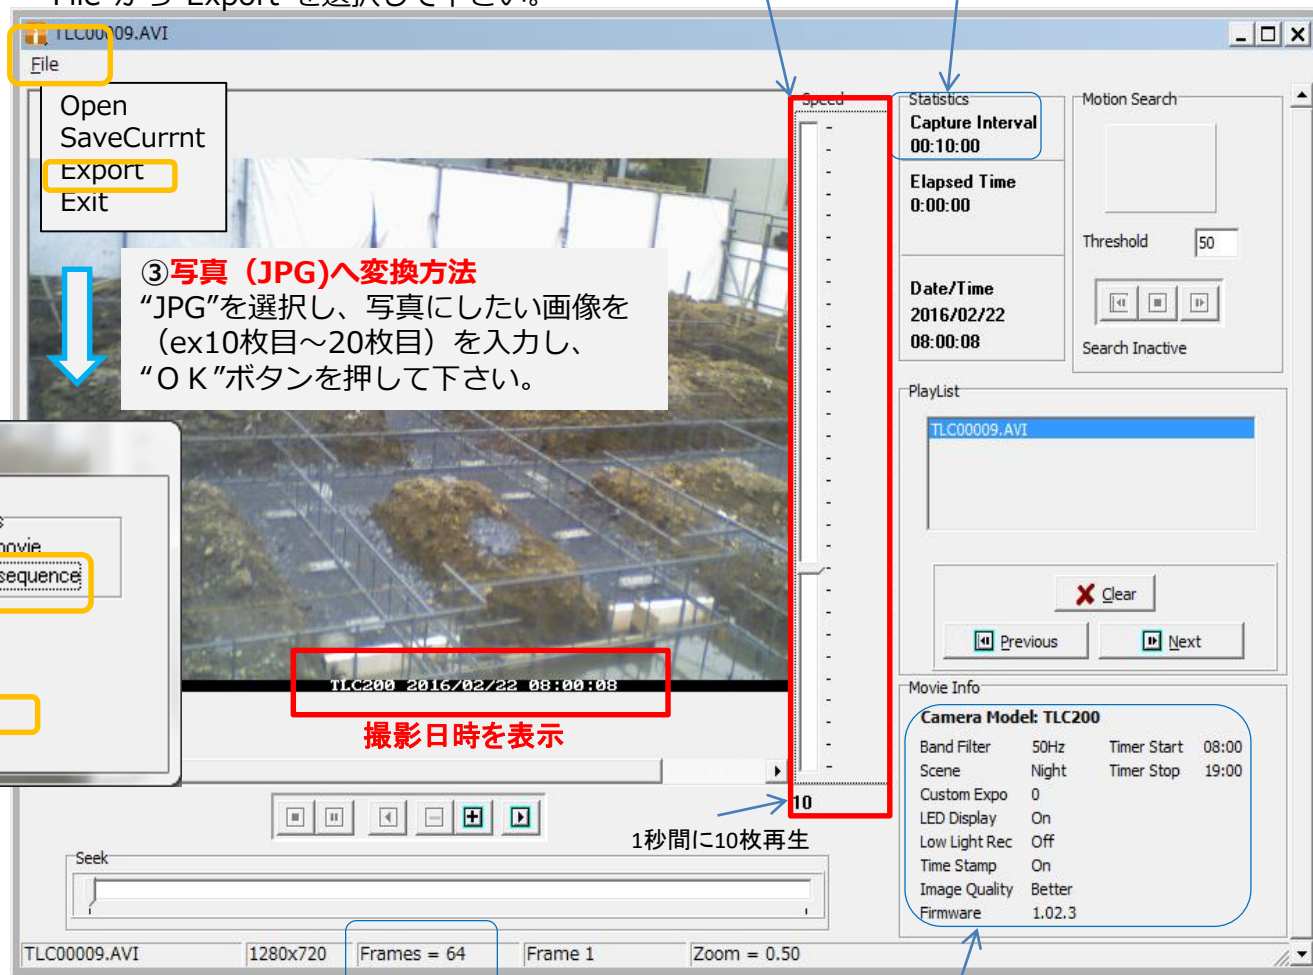 "File"から"Export"を選択して下さい。
TLC00009.AVI
File
Open
SaveCurrnt
Export
Exit
③写真（JPG)へ変換方法
“JPG”を選択し、写真にしたい画像を
（ex10枚目～20枚目）を入力し、
“ＯＫ”ボタンを押して下さい。
movie
sequence
TLC200 2016/02/22 08:00:08
撮影日時を表示
Speed
10
1秒間に10枚再生
Statistics
Capture Interval
00:10:00
Elapsed Time
0:00:00
Date/Time
2016/02/22
08:00:08
Motion Search
Threshold 50
Search Inactive
PlayList
TLC00009.AVI
Clear
Previous Next
Movie Info
Camera Model: TLC200
Band Filter 50Hz Timer Start 08:00
Scene Night Timer Stop 19:00
Custom Expo 0
LED Display On
Low Light Rec Off
Time Stamp On
Image Quality Better
Firmware 1.02.3
Seek
TLC00009.AVI 1280x720 Frames = 64 Frame 1 Zoom = 0.50